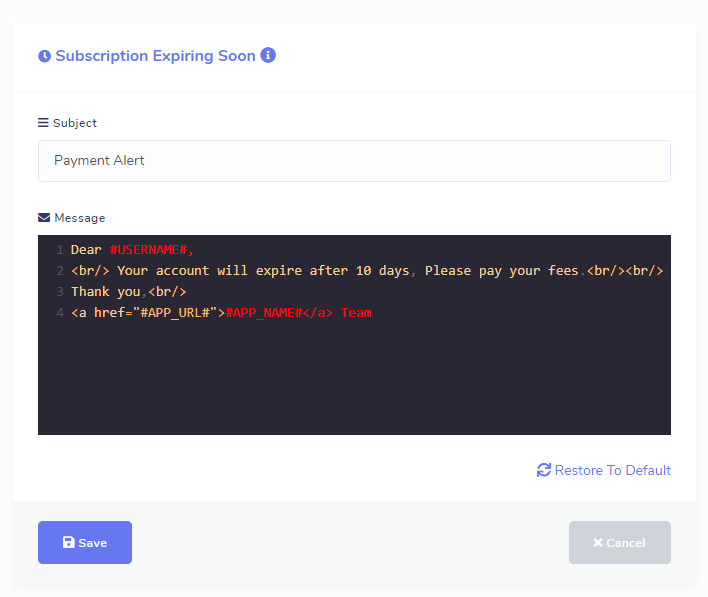 Subscription Expiring Soon
Subject
Payment Alert
Message
1 Dear #USERNAME#,
2 <br/> Your account will expire after 10 days, Please pay your fees.<br/><br/>
3 Thank you,<br/>
4 <a href="#APP_URL#">#APP_NAME#</a> Team
Restore To Default
Save
Cancel